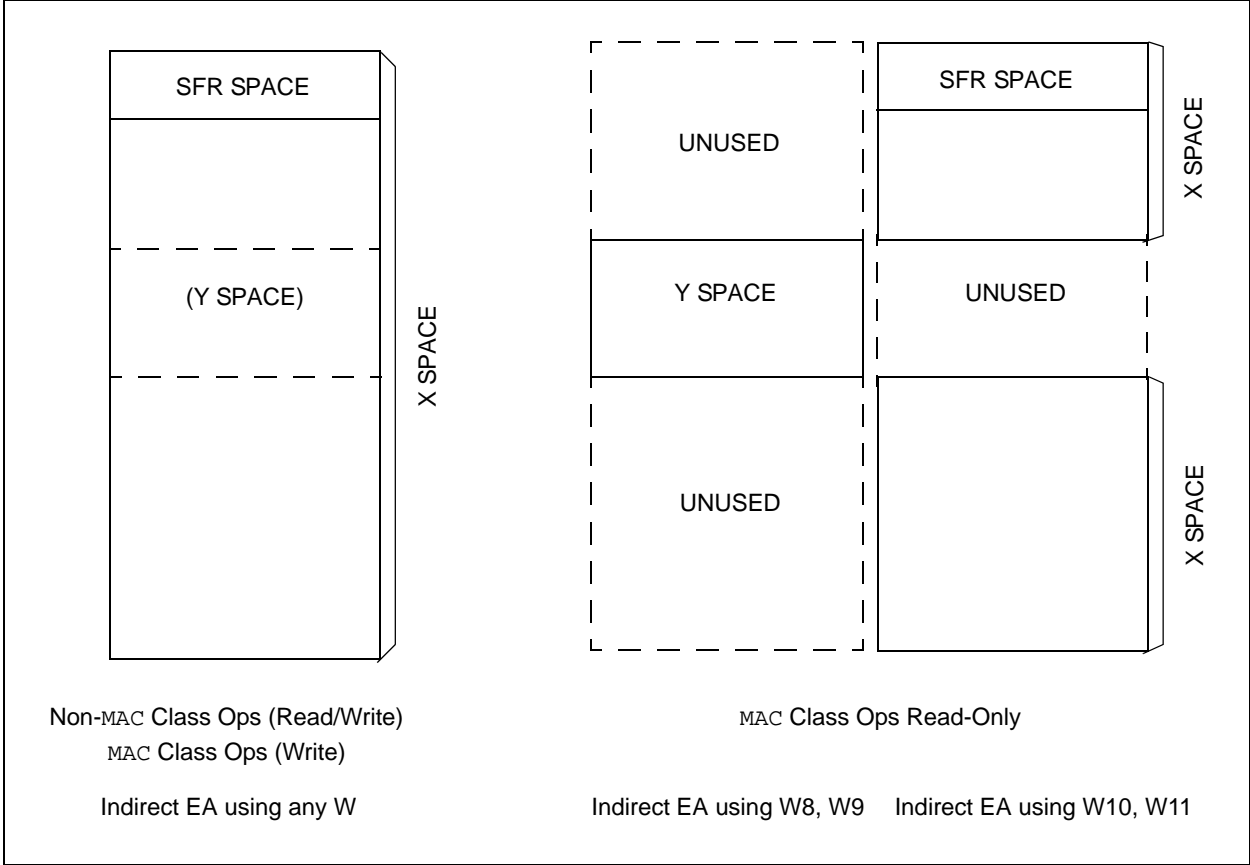 SFR SPACE
(Y SPACE)
X SPACE
UNUSED
Y SPACE
UNUSED
SFR SPACE
X SPACE
UNUSED
X SPACE
Non-MAC Class Ops (Read/Write)
MAC Class Ops (Write)
MAC Class Ops Read-Only
Indirect EA using any W
Indirect EA using W8, W9
Indirect EA using W10, W11